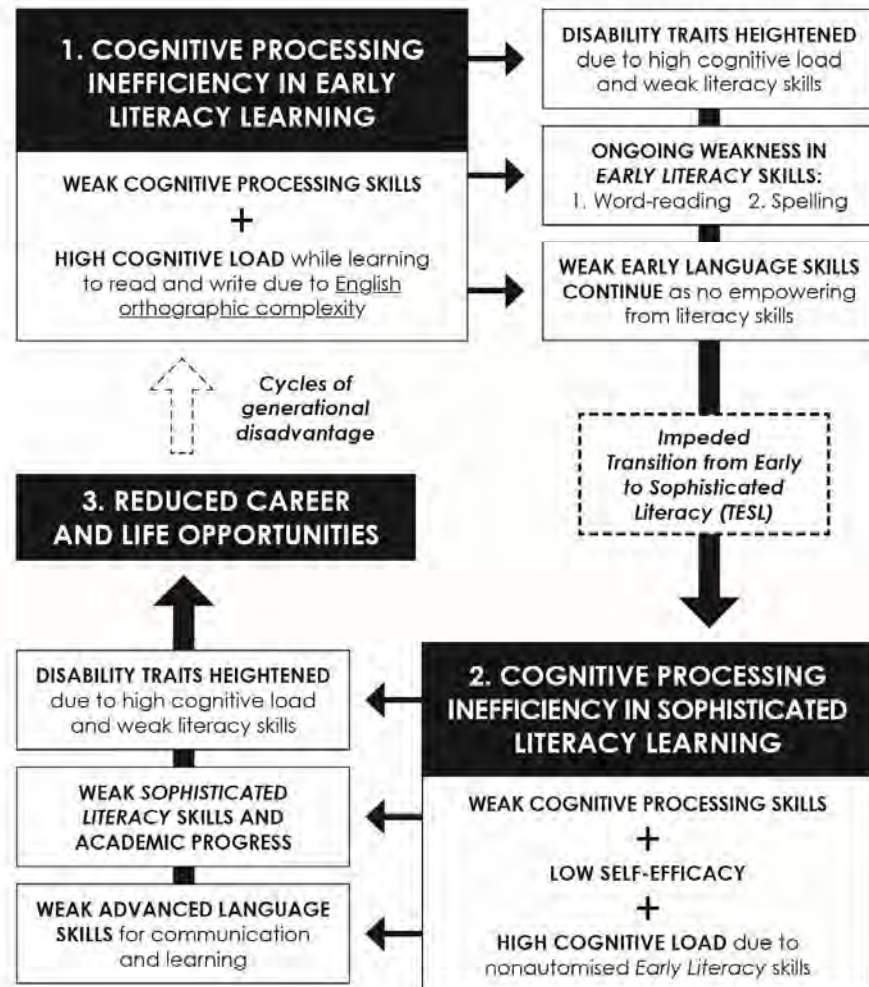 1. COGNITIVE PROCESSING
INEFFICIENCY IN EARLY
LITERACY LEARNING
WEAK COGNITIVE PROCESSING SKILLS
+
HIGH COGNITIVE LOAD while learning
to read and write due to English
orthographic complexity
DISABILITY TRAITS HEIGHTENED
due to high cognitive load
and weak literacy skills
ONGOING WEAKNESS IN
EARLY LITERACY SKILLS:
1. Word-reading 2. Spelling
WEAK EARLY LANGUAGE SKILLS
CONTINUE as no empowering
from literacy skills
Impeded
Transition from Early
to Sophisticated
Literacy (TESL)
2. COGNITIVE PROCESSING
INEFFICIENCY IN SOPHISTICATED
LITERACY LEARNING
WEAK COGNITIVE PROCESSING SKILLS
+
LOW SELF-EFFICACY
+
HIGH COGNITIVE LOAD due to
nonautomised Early Literacy skills
DISABILITY TRAITS HEIGHTENED
due to high cognitive load
and weak literacy skills
WEAK SOPHISTICATED
LITERACY SKILLS AND
ACADEMIC PROGRESS
WEAK ADVANCED LANGUAGE
SKILLS for communication
and learning
3. REDUCED CAREER
AND LIFE OPPORTUNITIES
Cycles of
generational
disadvantage